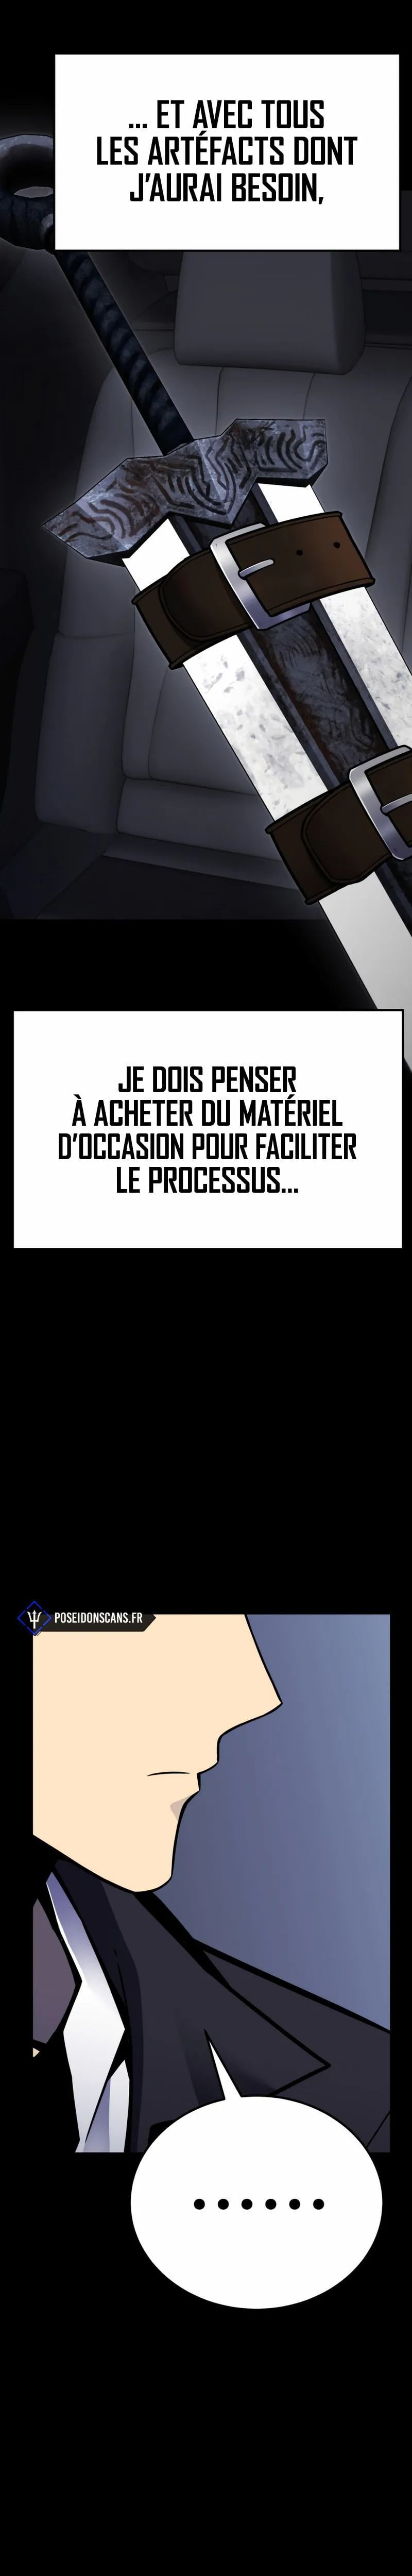 ... ET AVEC TOUS
LES ARTÉFACTS DONT
J'AURAI BESOIN,
JE DOIS PENSER
À ACHETER DU MATÉRIEL
D'OCCASION POUR FACILITER
LE PROCESSUS...
POSEIDONSCANS.FR
......